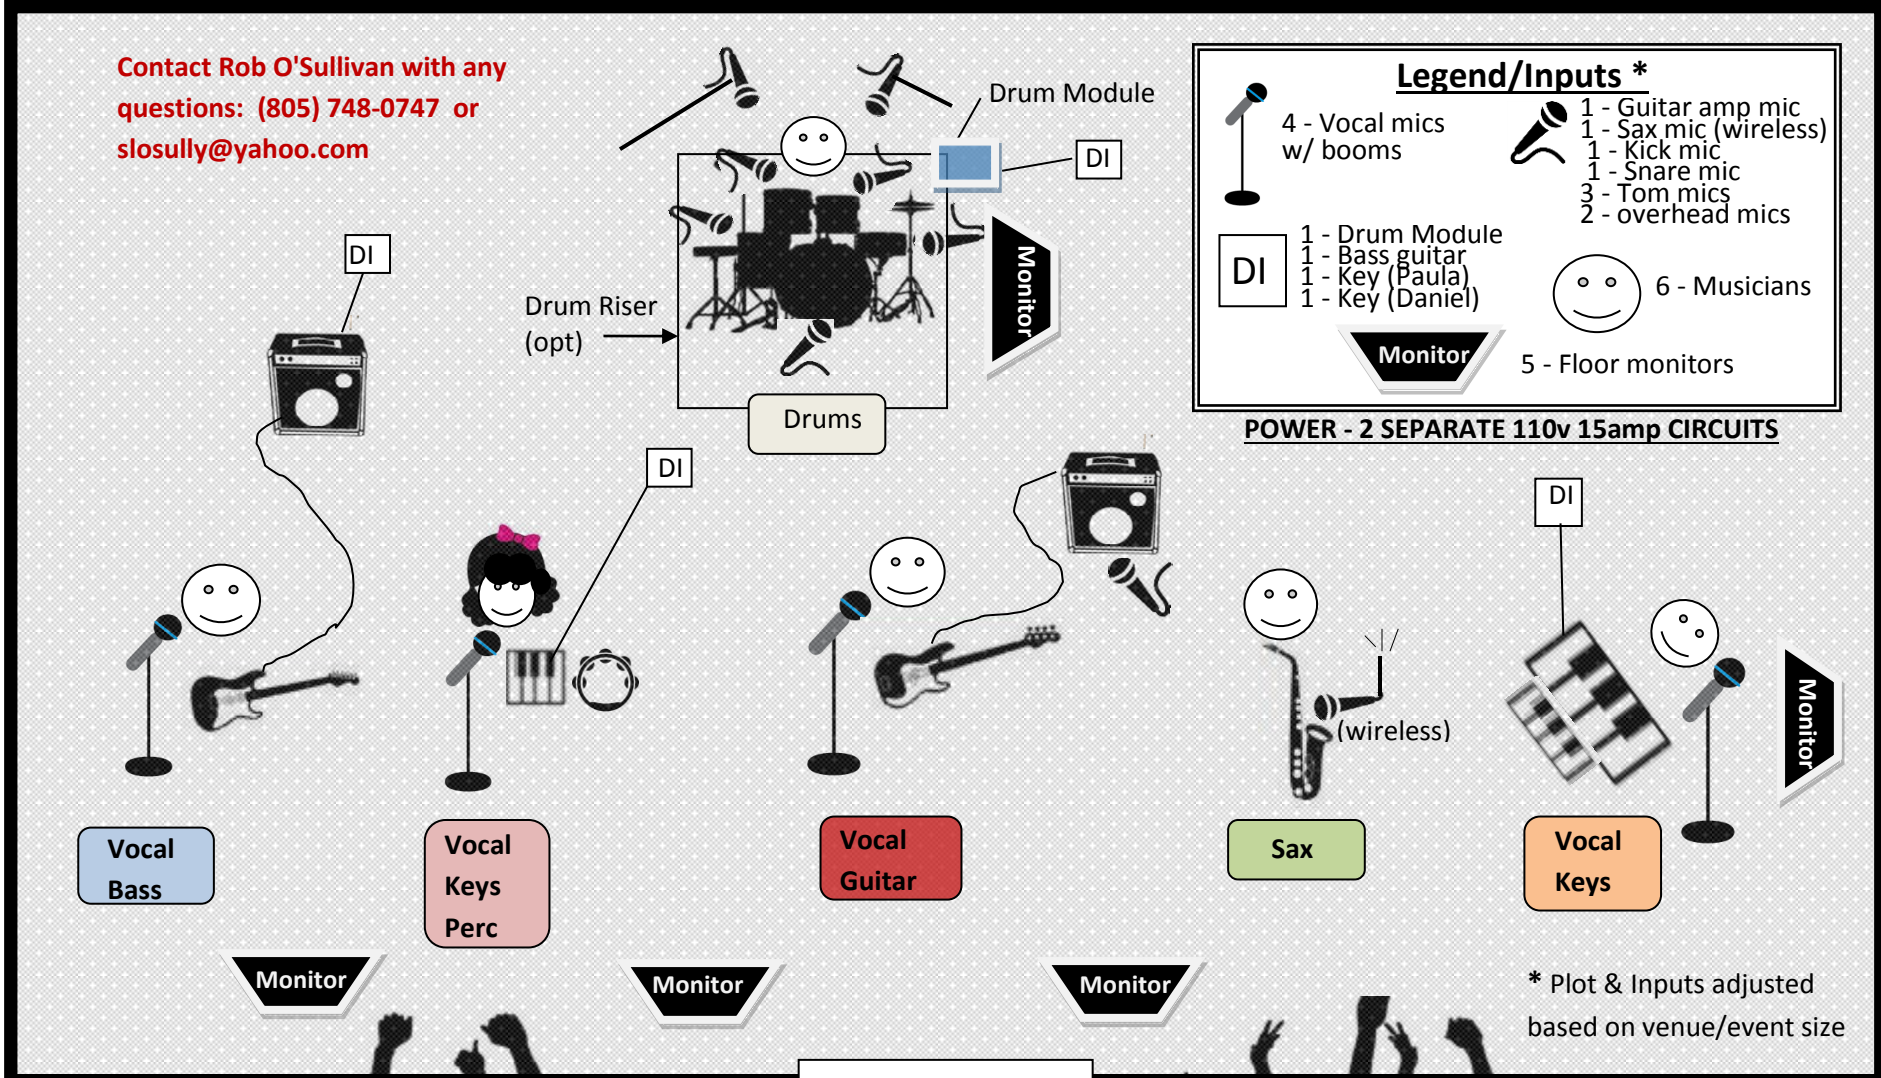 Contact Rob O'Sullivan with any
questions:  (805) 748-0747  or
slosully@yahoo.com
Drum Module
DI
Legend/Inputs *
4 - Vocal mics
w/ booms
1 - Guitar amp mic
1 - Sax mic (wireless)
1 - Kick mic
1 - Snare mic
3 - Tom mics
2 - overhead mics
DI
1 - Drum Module
1 - Bass guitar
1 - Key (Paula)
1 - Key (Daniel)
6 - Musicians
Monitor
5 - Floor monitors
POWER - 2 SEPARATE 110v 15amp CIRCUITS
DI
Monitor
Drum Riser
(opt)
Drums
DI
DI
(wireless)
Monitor
Vocal
Bass
Vocal
Keys
Perc
Vocal
Guitar
Sax
Vocal
Keys
Monitor
Monitor
Monitor
* Plot & Inputs adjusted
based on venue/event size